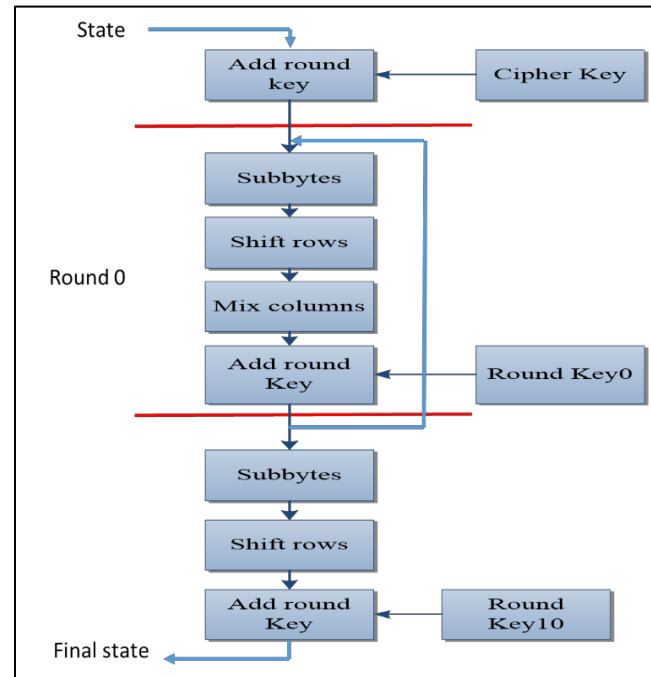 State
Add round
key
Cipher Key
Subbytes
Shift rows
Round 0
Mix columns
Add round
Key
Round Key0
Subbytes
Shift rows
Add round
Key
Round
Key10
Final state